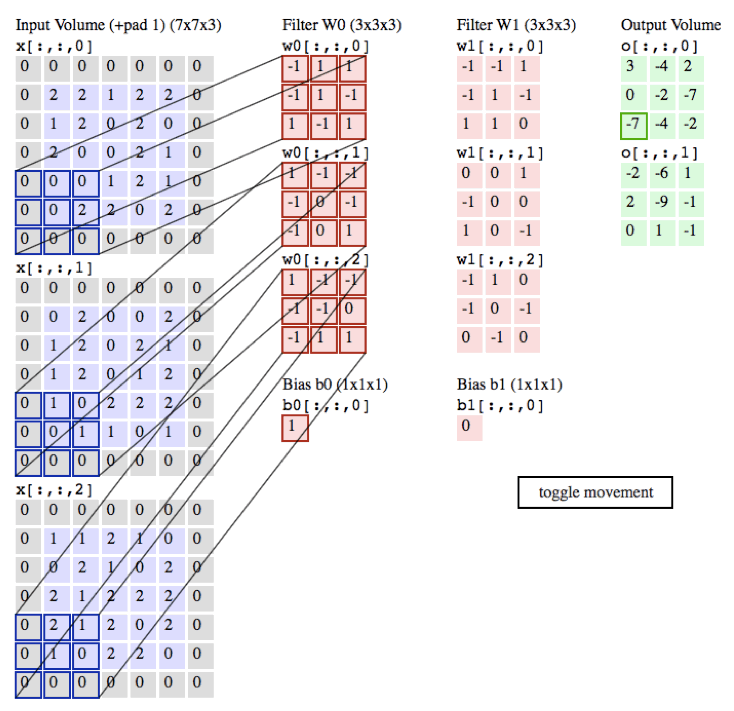 Input Volume (+pad 1) (7x7x3)
x[:,:,0]
0 0 0 0 0 0 0
0 2 2 1 2 2 0
0 1 2 0 2 0 0
0 2 0 0 2 1 0
0 0 0 1 2 1 0
0 0 2 2 0 2 0
0 0 0 0 0 0 0
x[:,:,1]
0 0 0 0 0 0 0
0 0 2 0 0 2 0
0 1 2 0 2 1 0
0 1 2 0 1 2 0
0 1 0 2 2 2 0
0 0 1 1 0 1 0
0 0 0 0 0 0 0
x[:,:,2]
0 0 0 0 0 0 0
0 1 1 2 1 0 0
0 0 2 1 0 2 0
0 2 1 2 2 2 0
0 2 1 2 0 2 0
0 1 0 2 2 0 0
0 0 0 0 0 0 0
Filter W0 (3x3x3)
w0[:,:,0]
-1 1 1
-1 1 -1
1 -1 1
w0[:,:,1]
1 -1 -1
-1 0 -1
-1 0 1
w0[:,:,2]
1 -1 -1
-1 -1 0
-1 1 1
Bias b0 (1x1x1)
b0[:,:,0]
1
Filter W1 (3x3x3)
w1[:,:,0]
-1 -1 1
-1 1 -1
1 1 0
w1[:,:,1]
0 0 1
-1 0 0
1 0 -1
w1[:,:,2]
-1 1 0
-1 0 -1
0 -1 0
Bias b1 (1x1x1)
b1[:,:,0]
0
Output Volume
o[:,:,0]
3 -4 2
0 -2 -7
-7 -4 -2
o[:,:,1]
-2 -6 1
2 -9 -1
0 1 -1
toggle movement